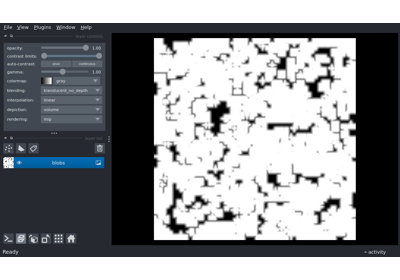 File View Plugins Window Help
opacity: 1.00
contrast limits:
auto-contrast: once continuous
gamma: 1.00
colormap: gray
blending: translucent_no_depth
interpolation: linear
depiction: volume
rendering: mip
blobs
Ready
activity